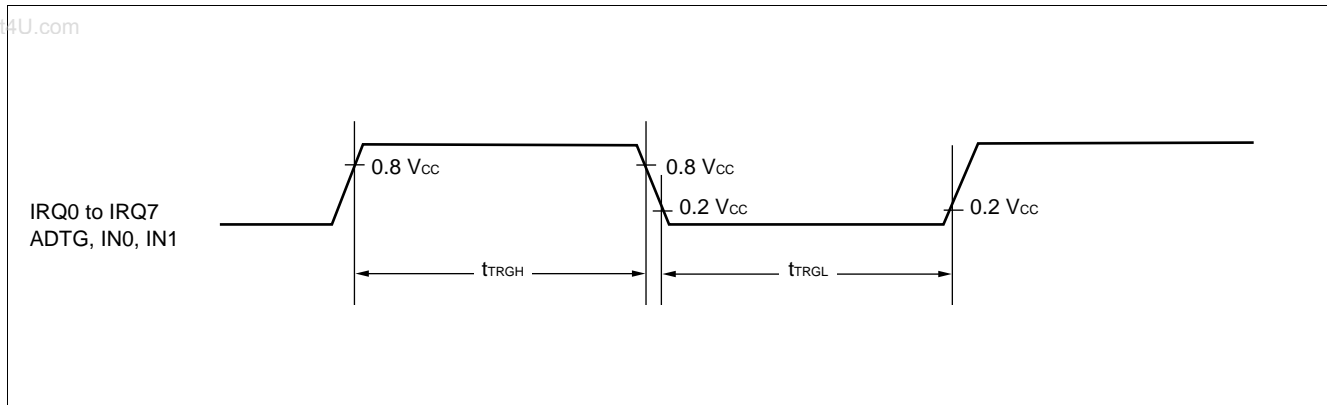 t4U.com
0.8 VCC
0.8 VCC
0.2 VCC
0.2 VCC
IRQ0 to IRQ7
ADTG, IN0, IN1
tTRGH
tTRGL